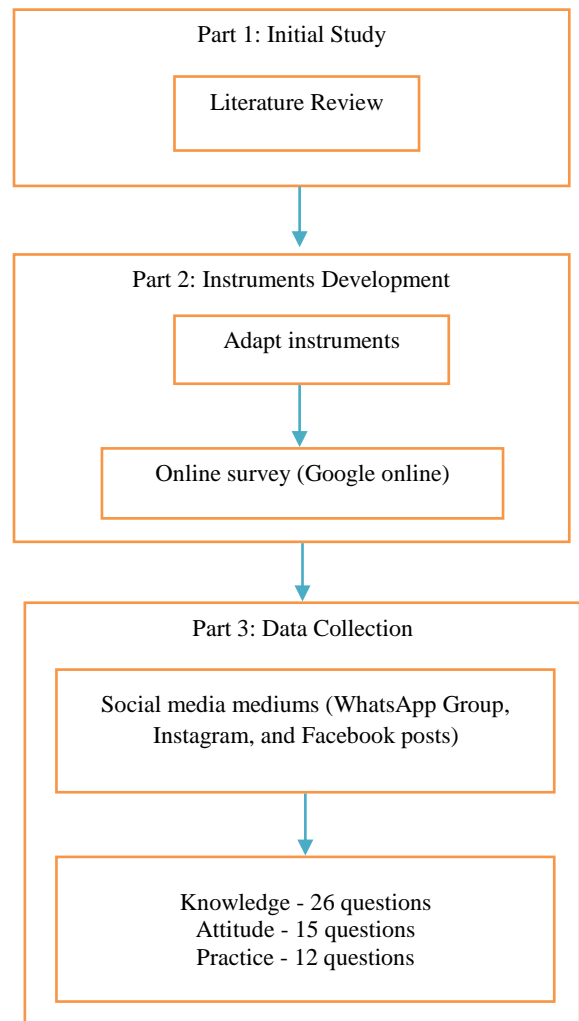 Part 1: Initial Study
Literature Review
Part 2: Instruments Development
Adapt instruments
Online survey (Google online)
Part 3: Data Collection
Social media mediums (WhatsApp Group,
Instagram, and Facebook posts)
Knowledge - 26 questions
Attitude - 15 questions
Practice - 12 questions